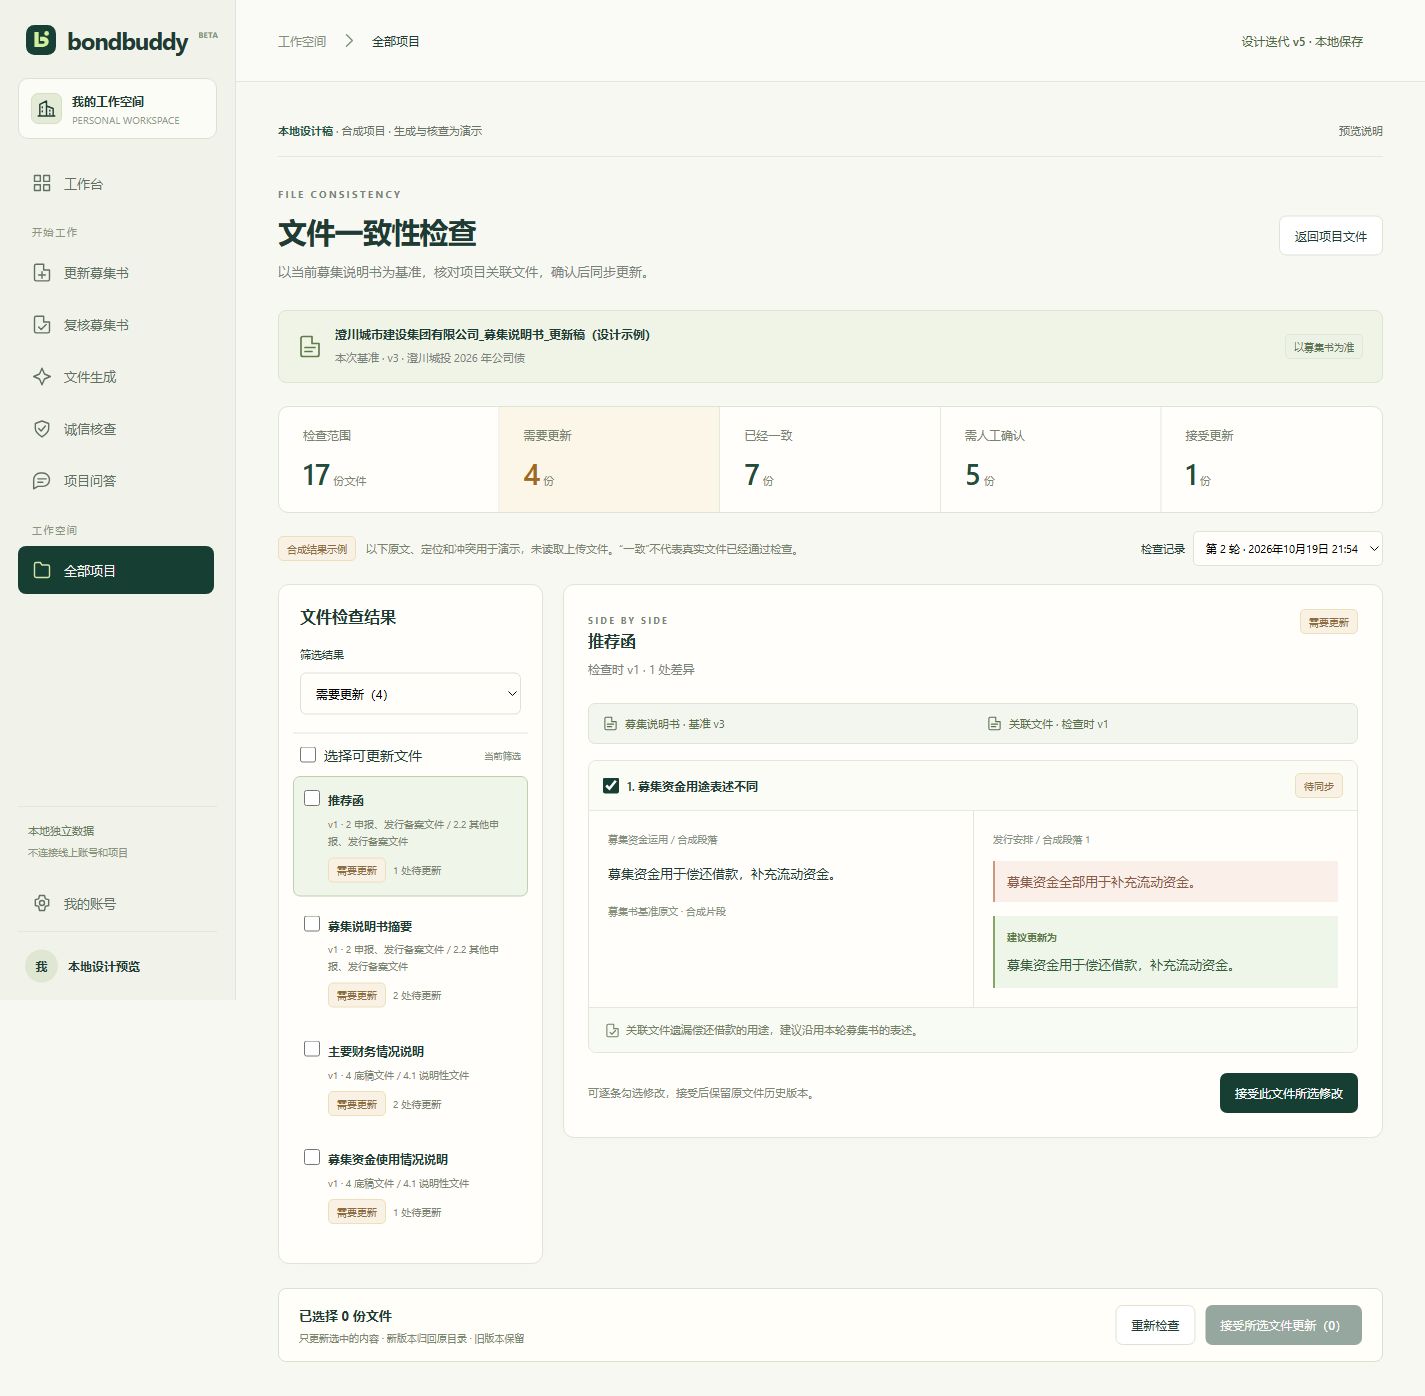 bondbuddy BETA
我的工作空间
PERSONAL WORKSPACE
工作台
开始工作
更新募集书
复核募集书
文件生成
诚信核查
项目问答
工作空间
全部项目
本地独立数据
不连接线上账号和项目
我的账号
我 本地设计预览
工作空间 全部项目
设计迭代 v5 · 本地保存
本地设计稿 · 合成项目 · 生成与核查为演示
预览说明
FILE CONSISTENCY
文件一致性检查
以当前募集说明书为基准，核对项目关联文件，确认后同步更新。
返回项目文件
澄川城市建设集团有限公司_募集说明书_更新稿（设计示例）
本次基准 · v3 · 澄川城投 2026 年公司债
以募集书为准
检查范围
17 份文件
需要更新
4 份
已经一致
7 份
需人工确认
5 份
接受更新
1 份
合成结果示例 以下原文、定位和冲突用于演示，未读取上传文件。“一致”不代表真实文件已经通过检查。
检查记录 第 2 轮 · 2026年10月19日 21:54
文件检查结果
筛选结果
需要更新（4）
选择可更新文件 当前筛选
推荐函
v1 · 2 申报、发行备案文件 / 2.2 其他申
报、发行备案文件
需要更新 1 处待更新
募集说明书摘要
v1 · 2 申报、发行备案文件 / 2.2 其他申
报、发行备案文件
需要更新 2 处待更新
主要财务情况说明
v1 · 4 底稿文件 / 4.1 说明性文件
需要更新 2 处待更新
募集资金使用情况说明
v1 · 4 底稿文件 / 4.1 说明性文件
需要更新 1 处待更新
SIDE BY SIDE
推荐函
检查时 v1 · 1 处差异
需要更新
募集说明书 · 基准 v3
关联文件 · 检查时 v1
1. 募集资金用途表述不同
待同步
募集资金运用 / 合成段落
募集资金用于偿还借款，补充流动资金。
募集书基准原文 · 合成片段
发行安排 / 合成段落 1
募集资金全部用于补充流动资金。
建议更新为
募集资金用于偿还借款，补充流动资金。
关联文件遗漏偿还借款的用途，建议沿用本轮募集书的表述。
可逐条勾选修改，接受后保留原文件历史版本。
接受此文件所选修改
已选择 0 份文件
只更新选中的内容 · 新版本归回原目录 · 旧版本保留
重新检查
接受所选文件更新（0）